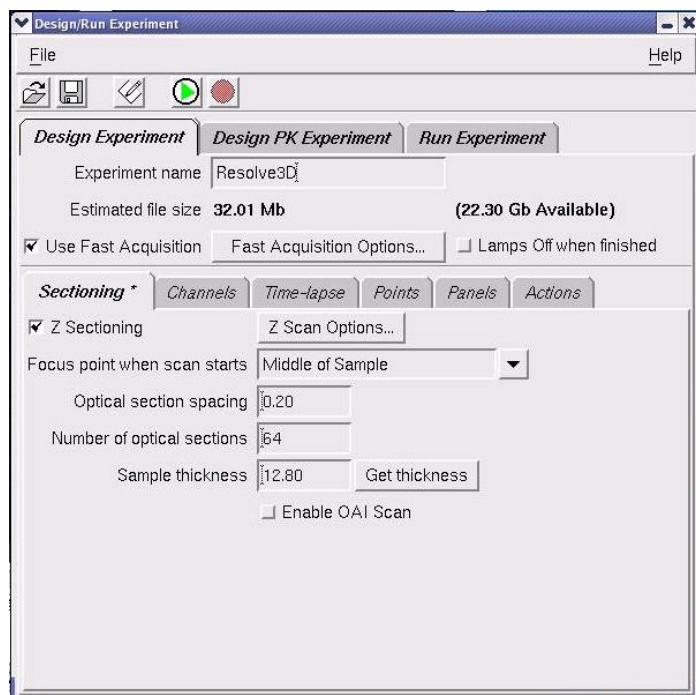 Design/Run Experiment
File Help
Design Experiment Design PK Experiment Run Experiment
Experiment name Resolve3D
Estimated file size 32.01 Mb (22.30 Gb Available)
Use Fast Acquisition Fast Acquisition Options... Lamps Off when finished
Sectioning * Channels Time-lapse Points Panels Actions
Z Sectioning Z Scan Options...
Focus point when scan starts Middle of Sample
Optical section spacing 0.20
Number of optical sections 64
Sample thickness 12.80 Get thickness
Enable OAI Scan